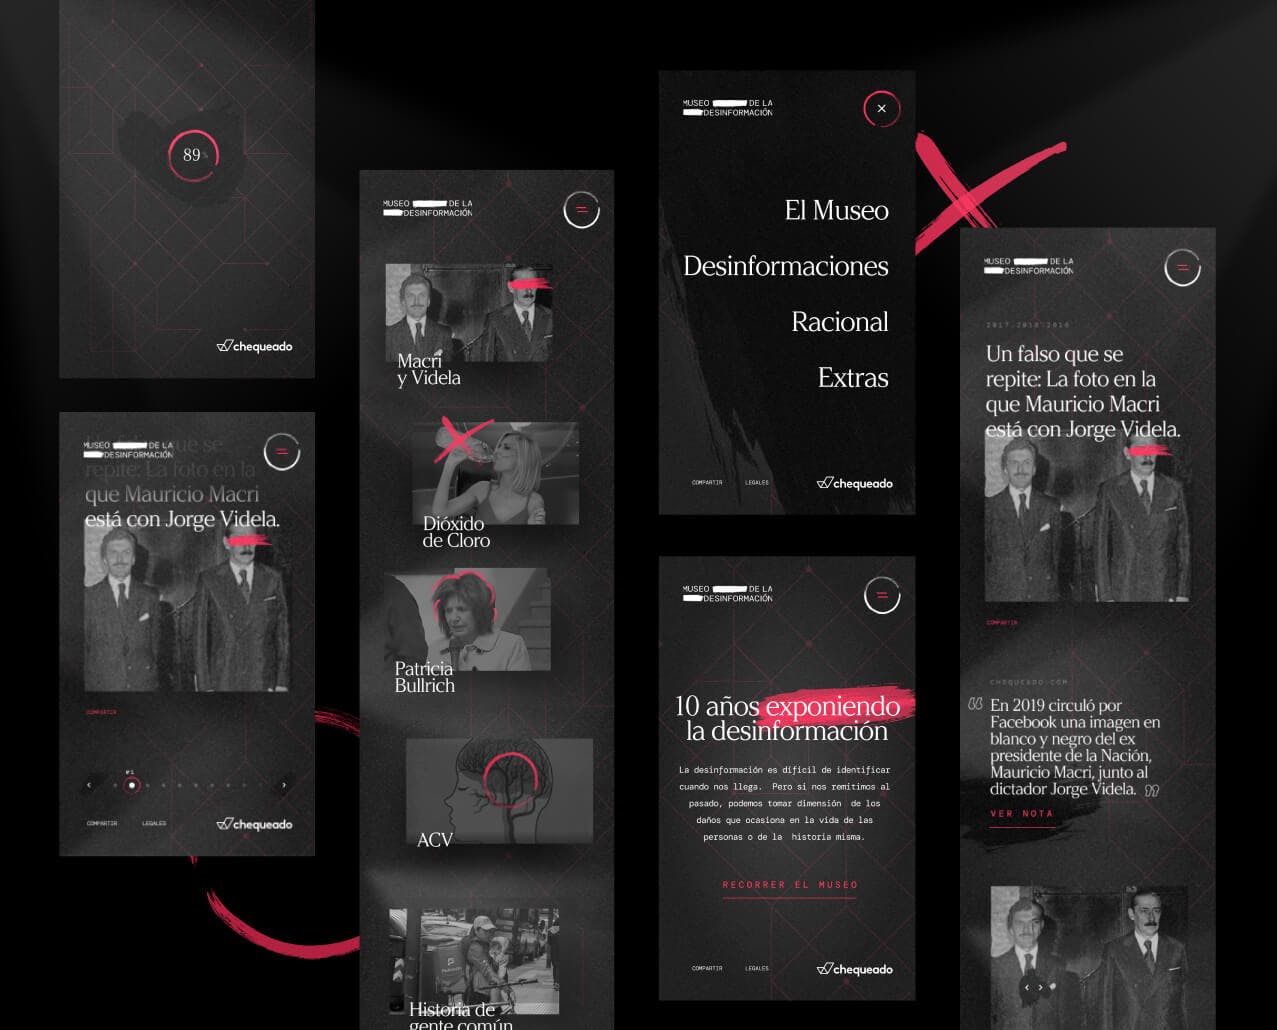 89%
chequeado
MUSEO DE LA
DESINFORMACIÓN
que se
repite: La foto en la
que Mauricio Macri
está con Jorge Videla.
COMPARTIR
#1
COMPARTIR LEGALES
chequeado
MUSEO DE LA
DESINFORMACIÓN
Macri
y Videla
Dióxido
de Cloro
Patricia
Bullrich
ACV
Historia de
gente común
MUSEO DE LA
DESINFORMACIÓN
El Museo
Desinformaciones
Racional
Extras
COMPARTIR LEGALES
chequeado
MUSEO DE LA
DESINFORMACIÓN
10 años exponiendo
la desinformación
La desinformación es difícil de identificar
cuando nos llega. Pero si nos remitimos al
pasado, podemos tomar dimensión de los
daños que ocasiona en la vida de las
personas o de la historia misma.
RECORRER EL MUSEO
COMPARTIR LEGALES
chequeado
MUSEO DE LA
DESINFORMACIÓN
Un falso que se
repite: La foto en la
que Mauricio Macri
está con Jorge Videla.
COMPARTIR
CHEQUEADO.COM
En 2019 circuló por
Facebook una imagen en
blanco y negro del ex
presidente de la Nación,
Mauricio Macri, junto al
dictador Jorge Videla.
VER NOTA